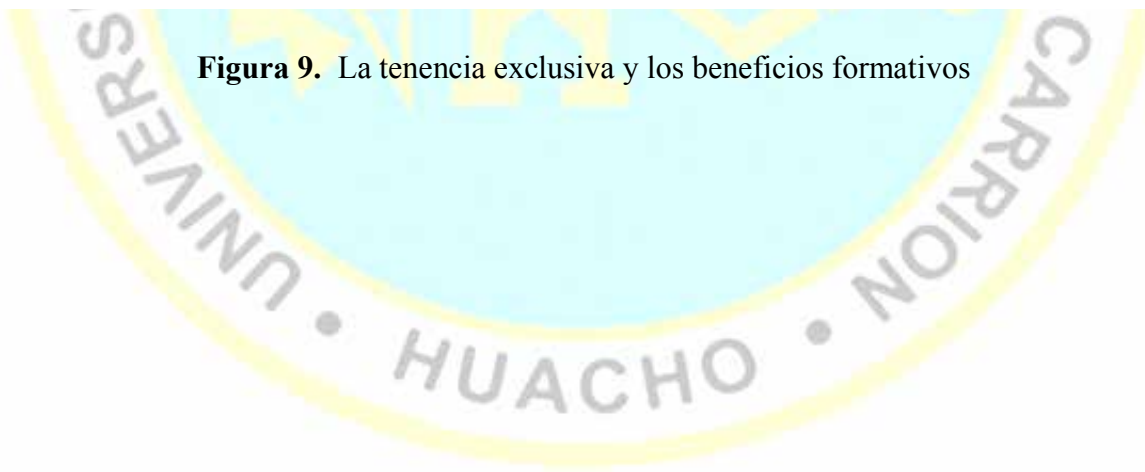 Figura 9. La tenencia exclusiva y los beneficios formativos
UNIVERS
• HUACHO •
CARRION